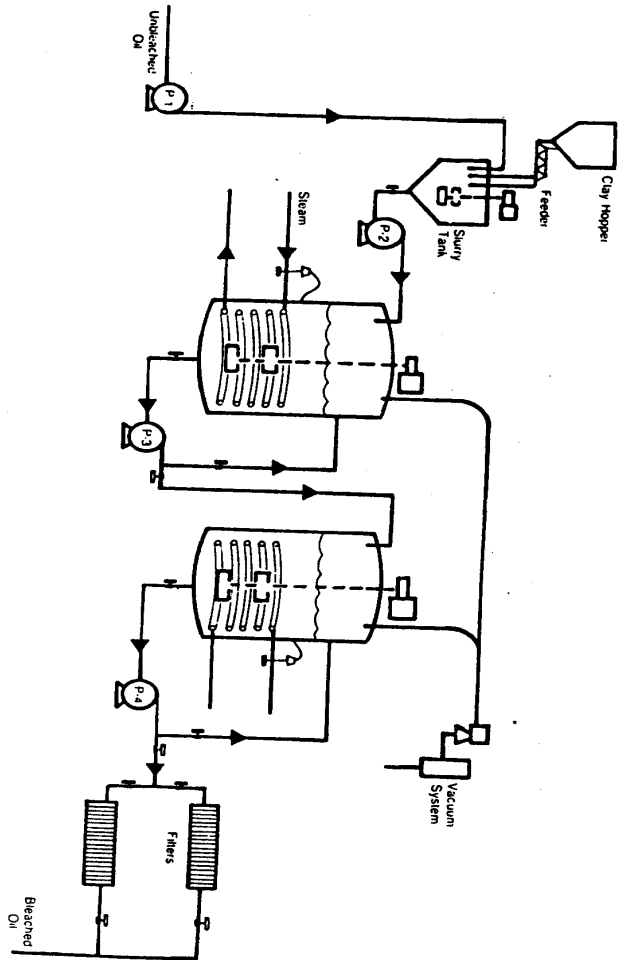 Clay Hopper
Feeder
Slurry
Tank
Unbleached
Oil
P-1
P-2
Steam
P-3
P-4
Vacuum
System
Filters
Bleached
Oil